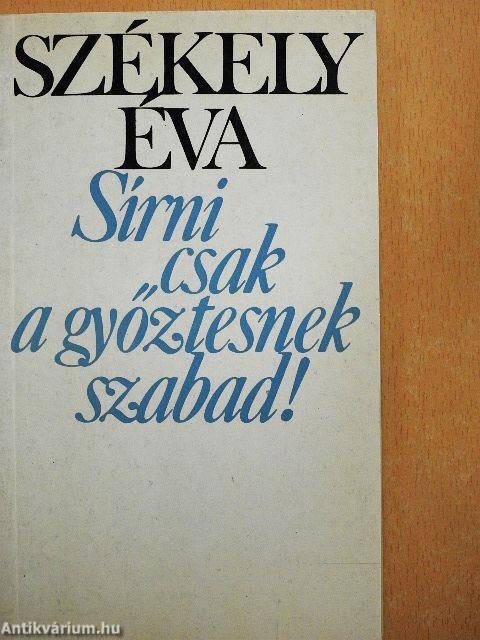 SZÉKELY
ÉVA
Sírni
csak
a győztesnek
szabad!
Antikvárium.hu